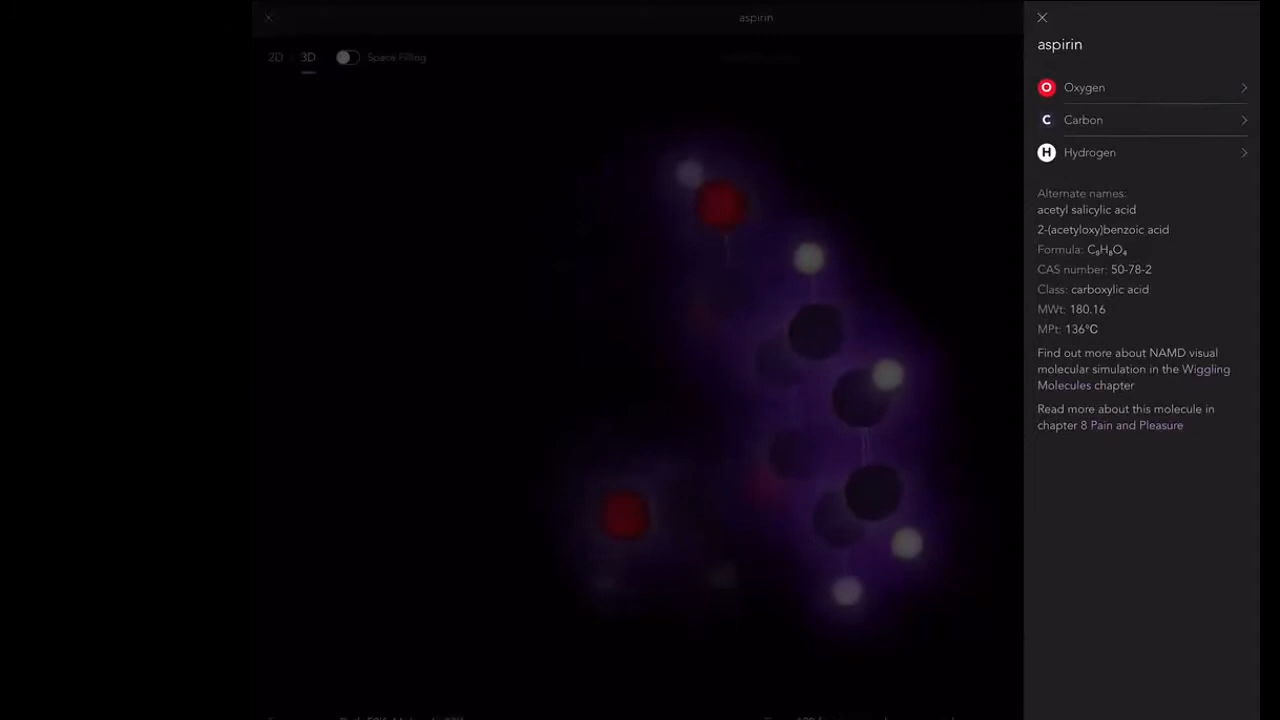 aspirin
2D 3D Space Filling
aspirin
O Oxygen
C Carbon
H Hydrogen
Alternate names:
acetyl salicylic acid
2-(acetyloxy)benzoic acid
Formula: C₉H₈O₄
CAS number: 50-78-2
Class: carboxylic acid
MWt: 180.16
MPt: 136°C
Find out more about NAMD visual
molecular simulation in the Wiggling
Molecules chapter
Read more about this molecule in
chapter 8 Pain and Pleasure